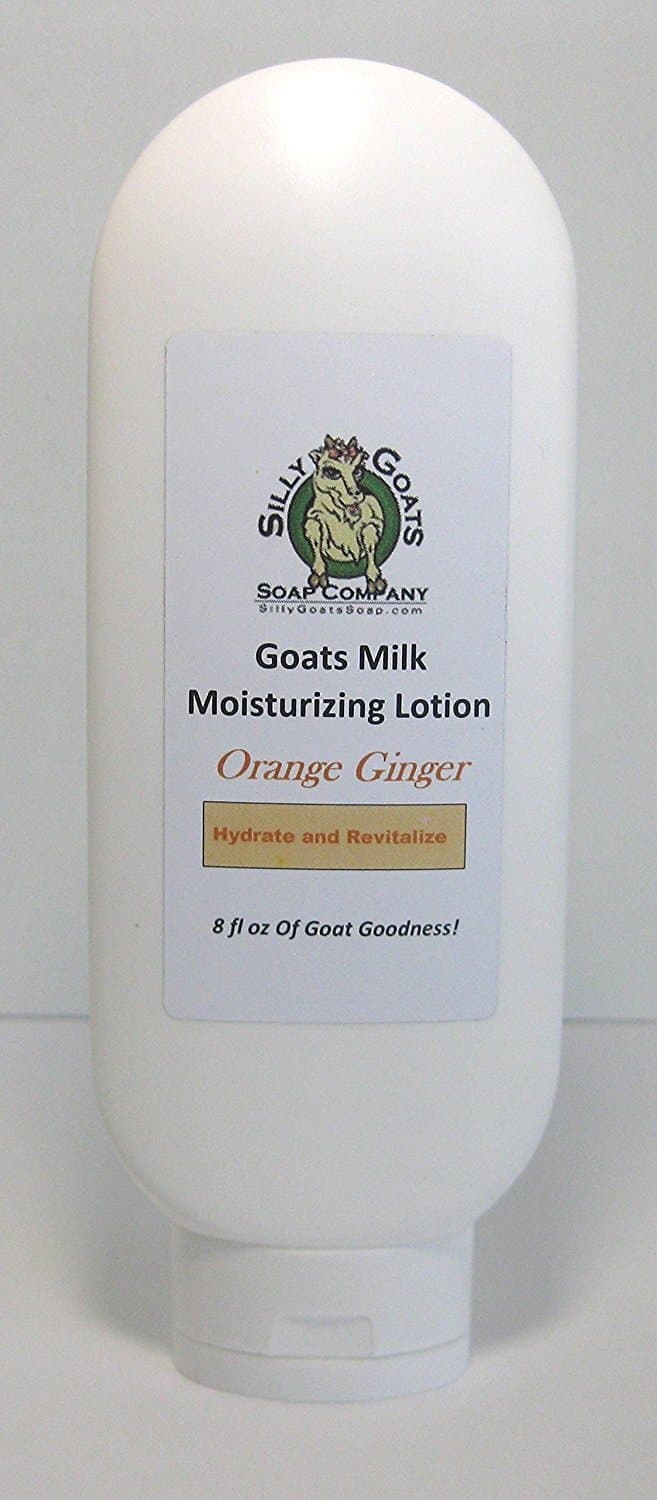 SILLY GOATS
SOAP COMPANY
SillyGoatsSoap.com
Goats Milk
Moisturizing Lotion
Orange Ginger
Hydrate and Revitalize
8 fl oz Of Goat Goodness!